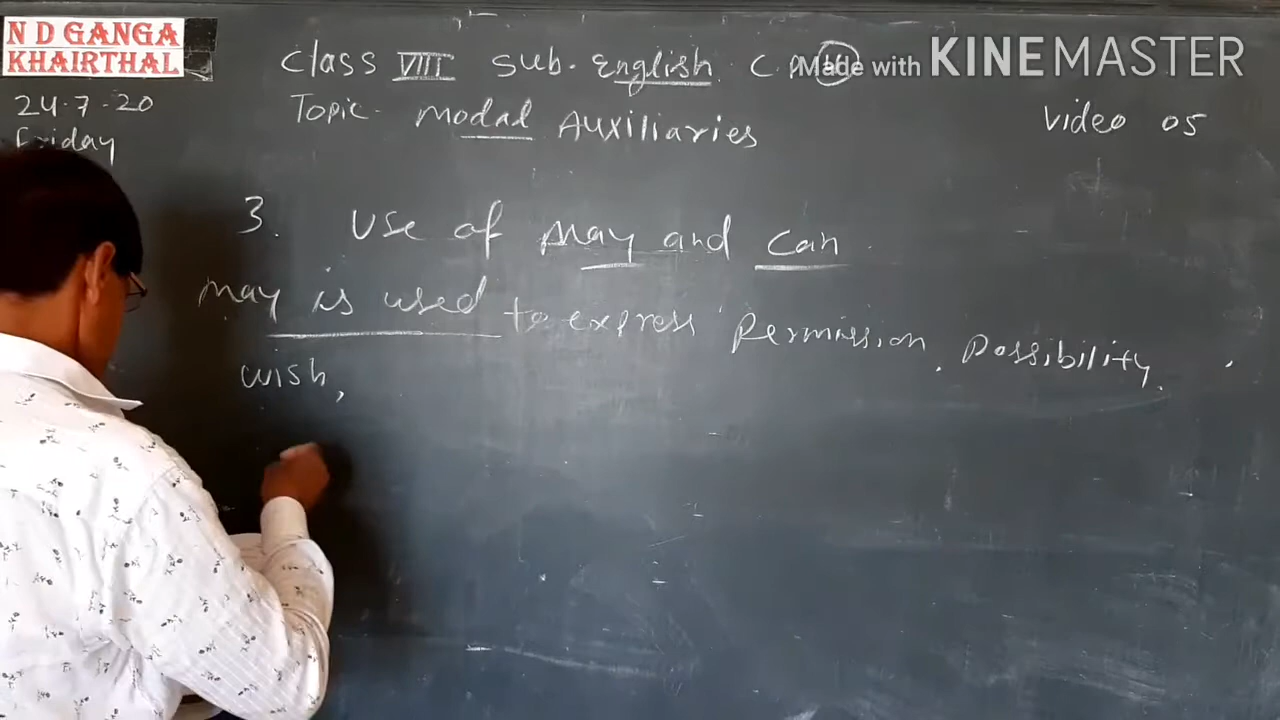 N D GANGA
KHAIRTHAL
24.7.20
Friday
Class VIII Sub. English C
Made with KINEMASTER
Topic - Modal Auxiliaries
Video 05
3. Use of May and Can
May is used to express Permission, Possibility,
wish,